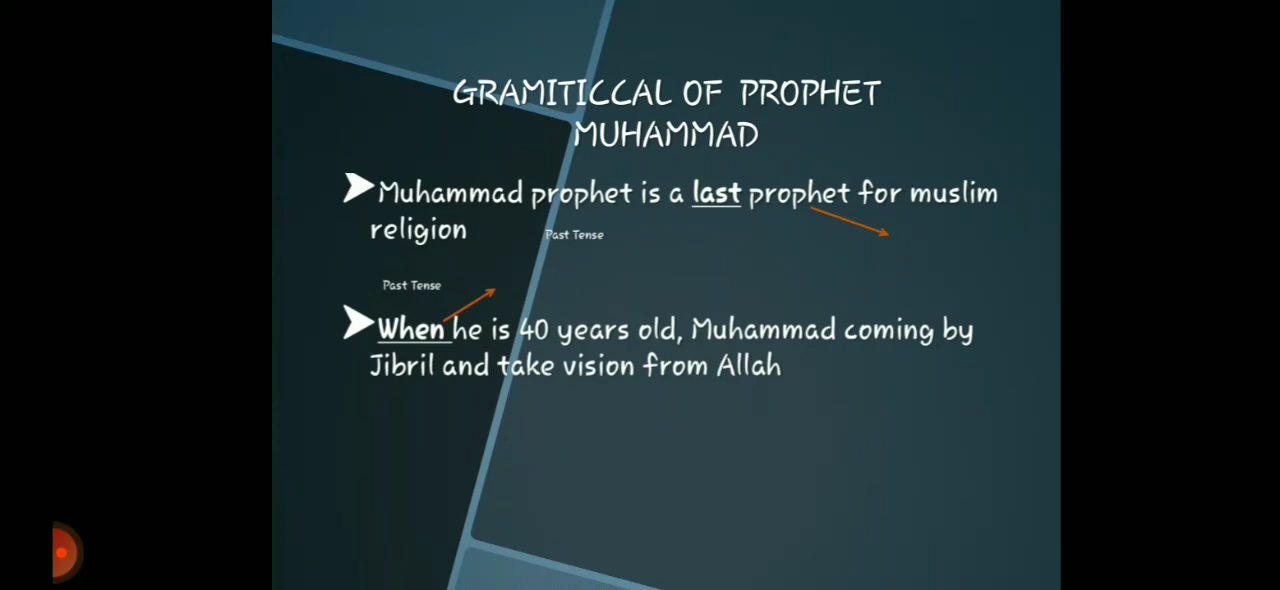 GRAMITICCAL OF PROPHET
MUHAMMAD
Muhammad prophet is a last prophet for muslim
religion
Past Tense
Past Tense
When he is 40 years old, Muhammad coming by
Jibril and take vision from Allah